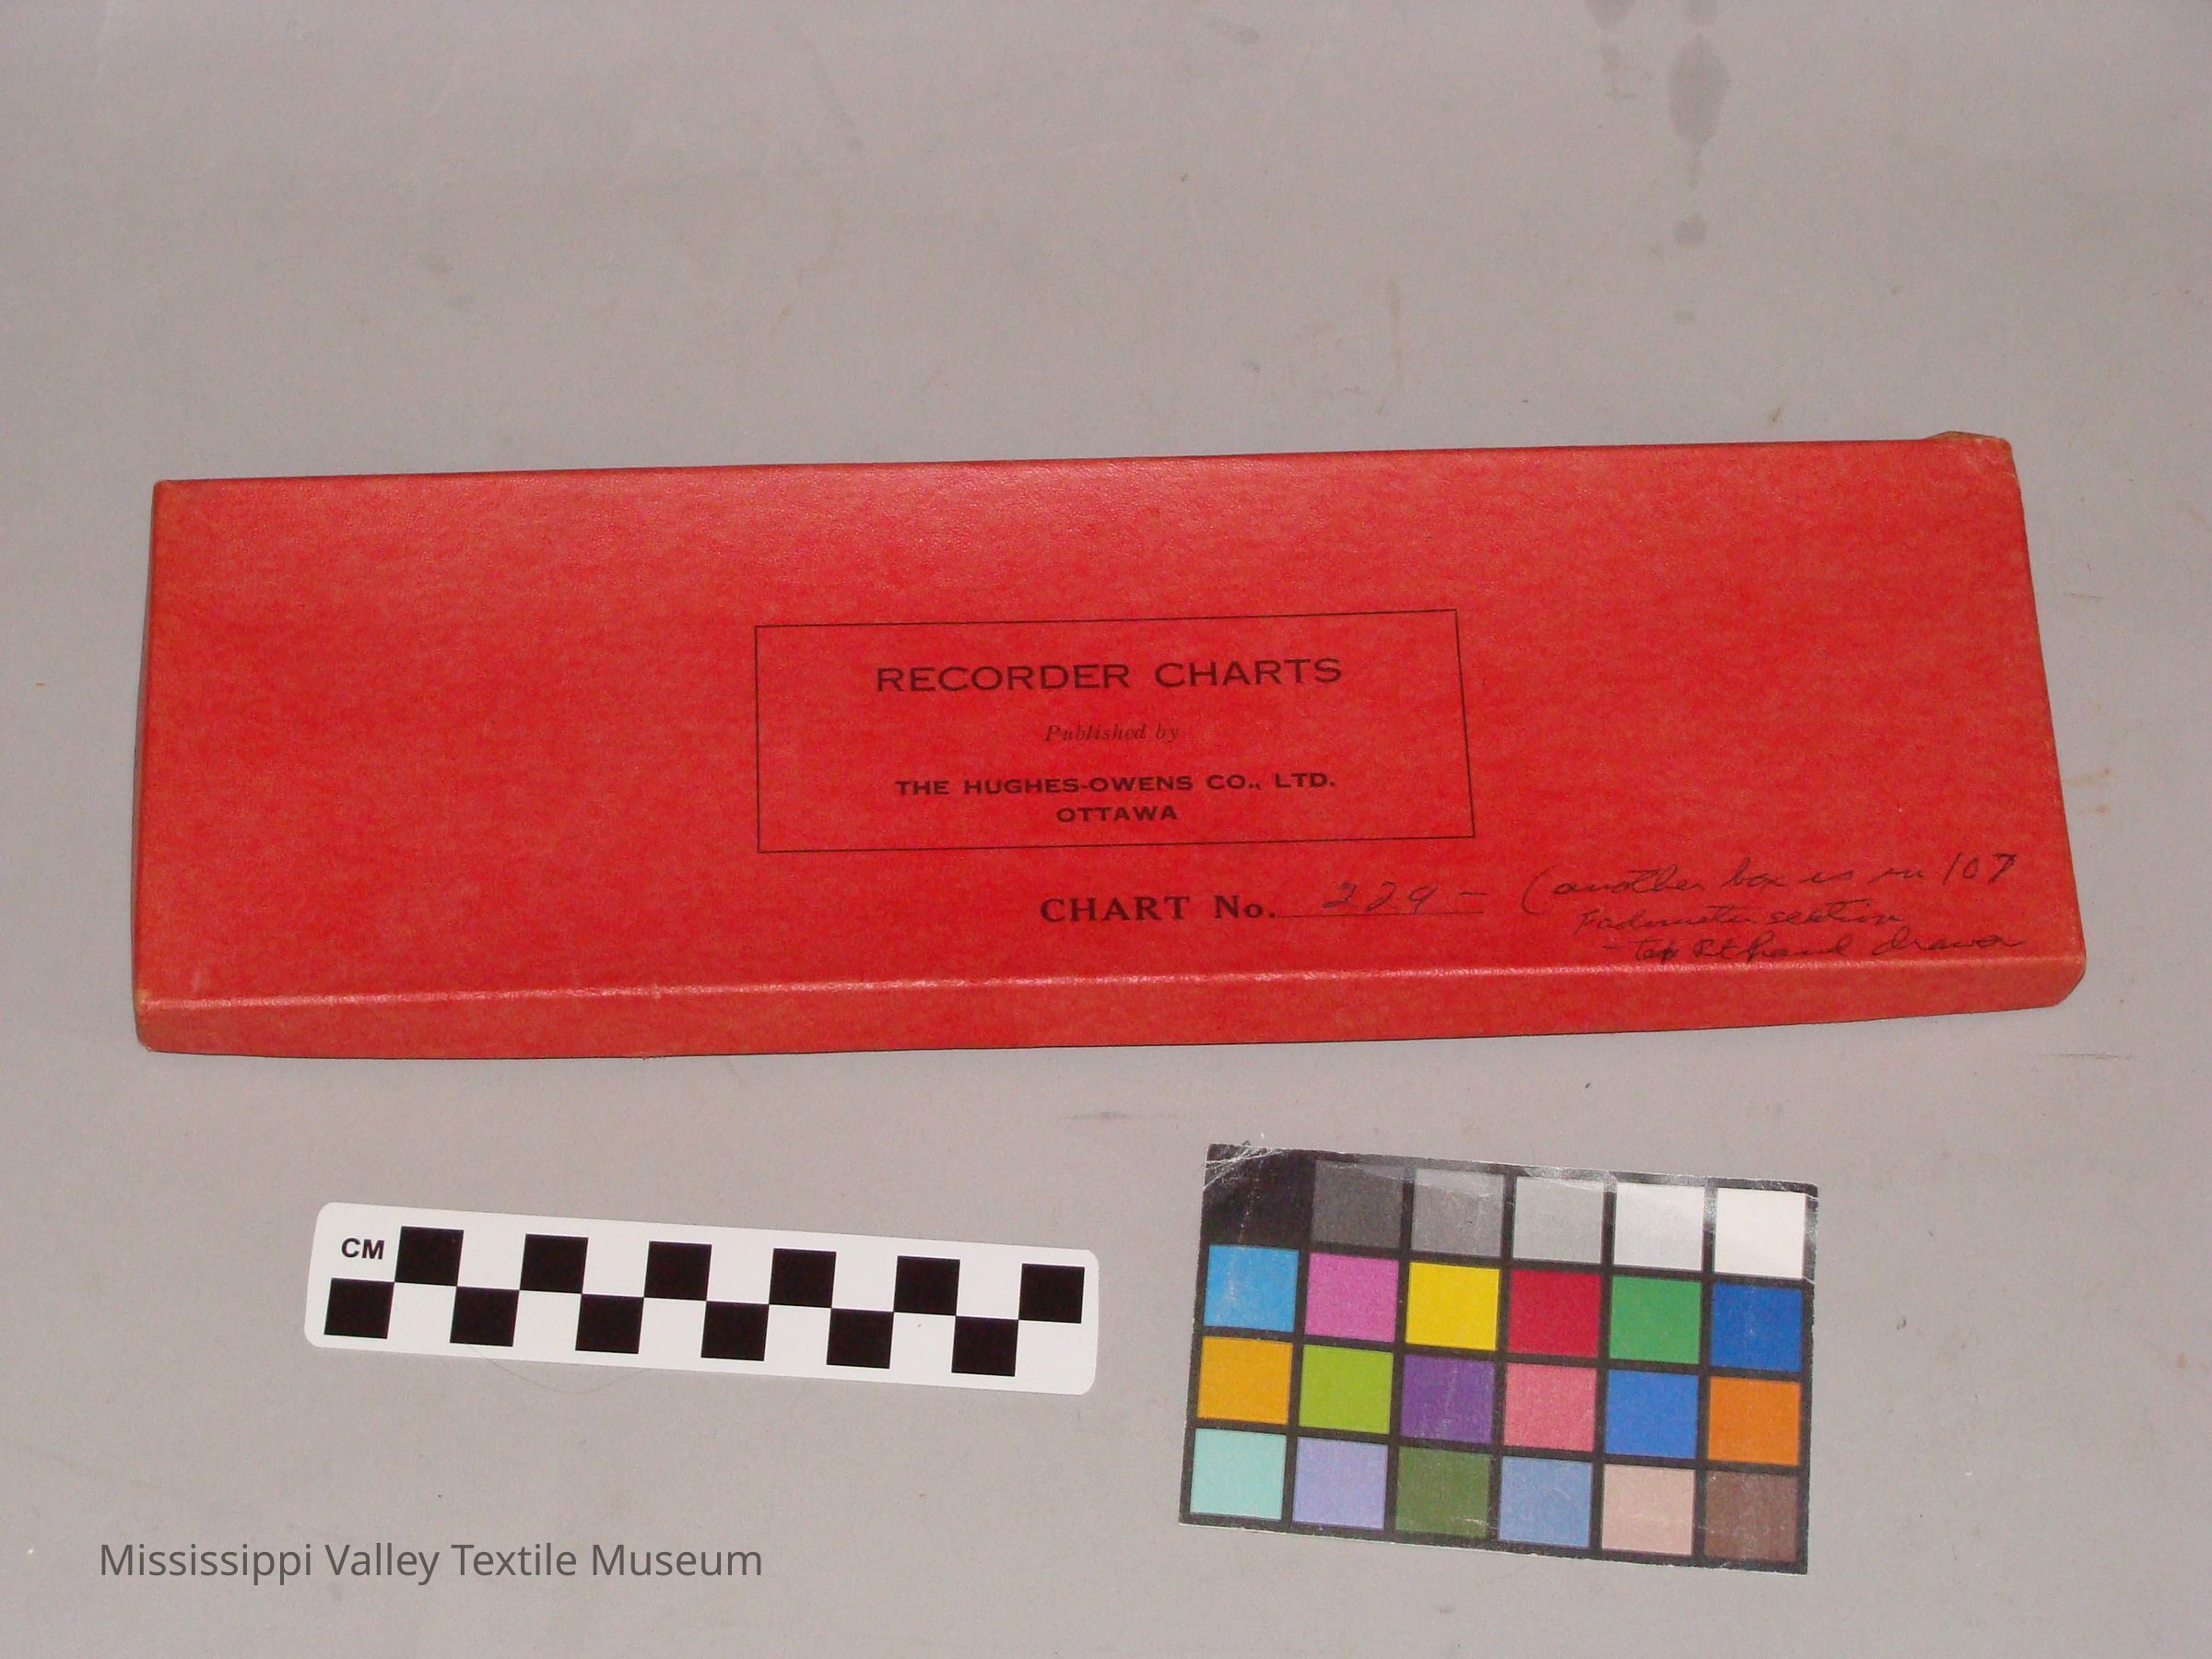 RECORDER CHARTS
Published by
THE HUGHES-OWENS CO., LTD.
OTTAWA
CHART No. 229 - (another box is in 107
Fadometer section
- top Rt hand drawer
CM
Mississippi Valley Textile Museum